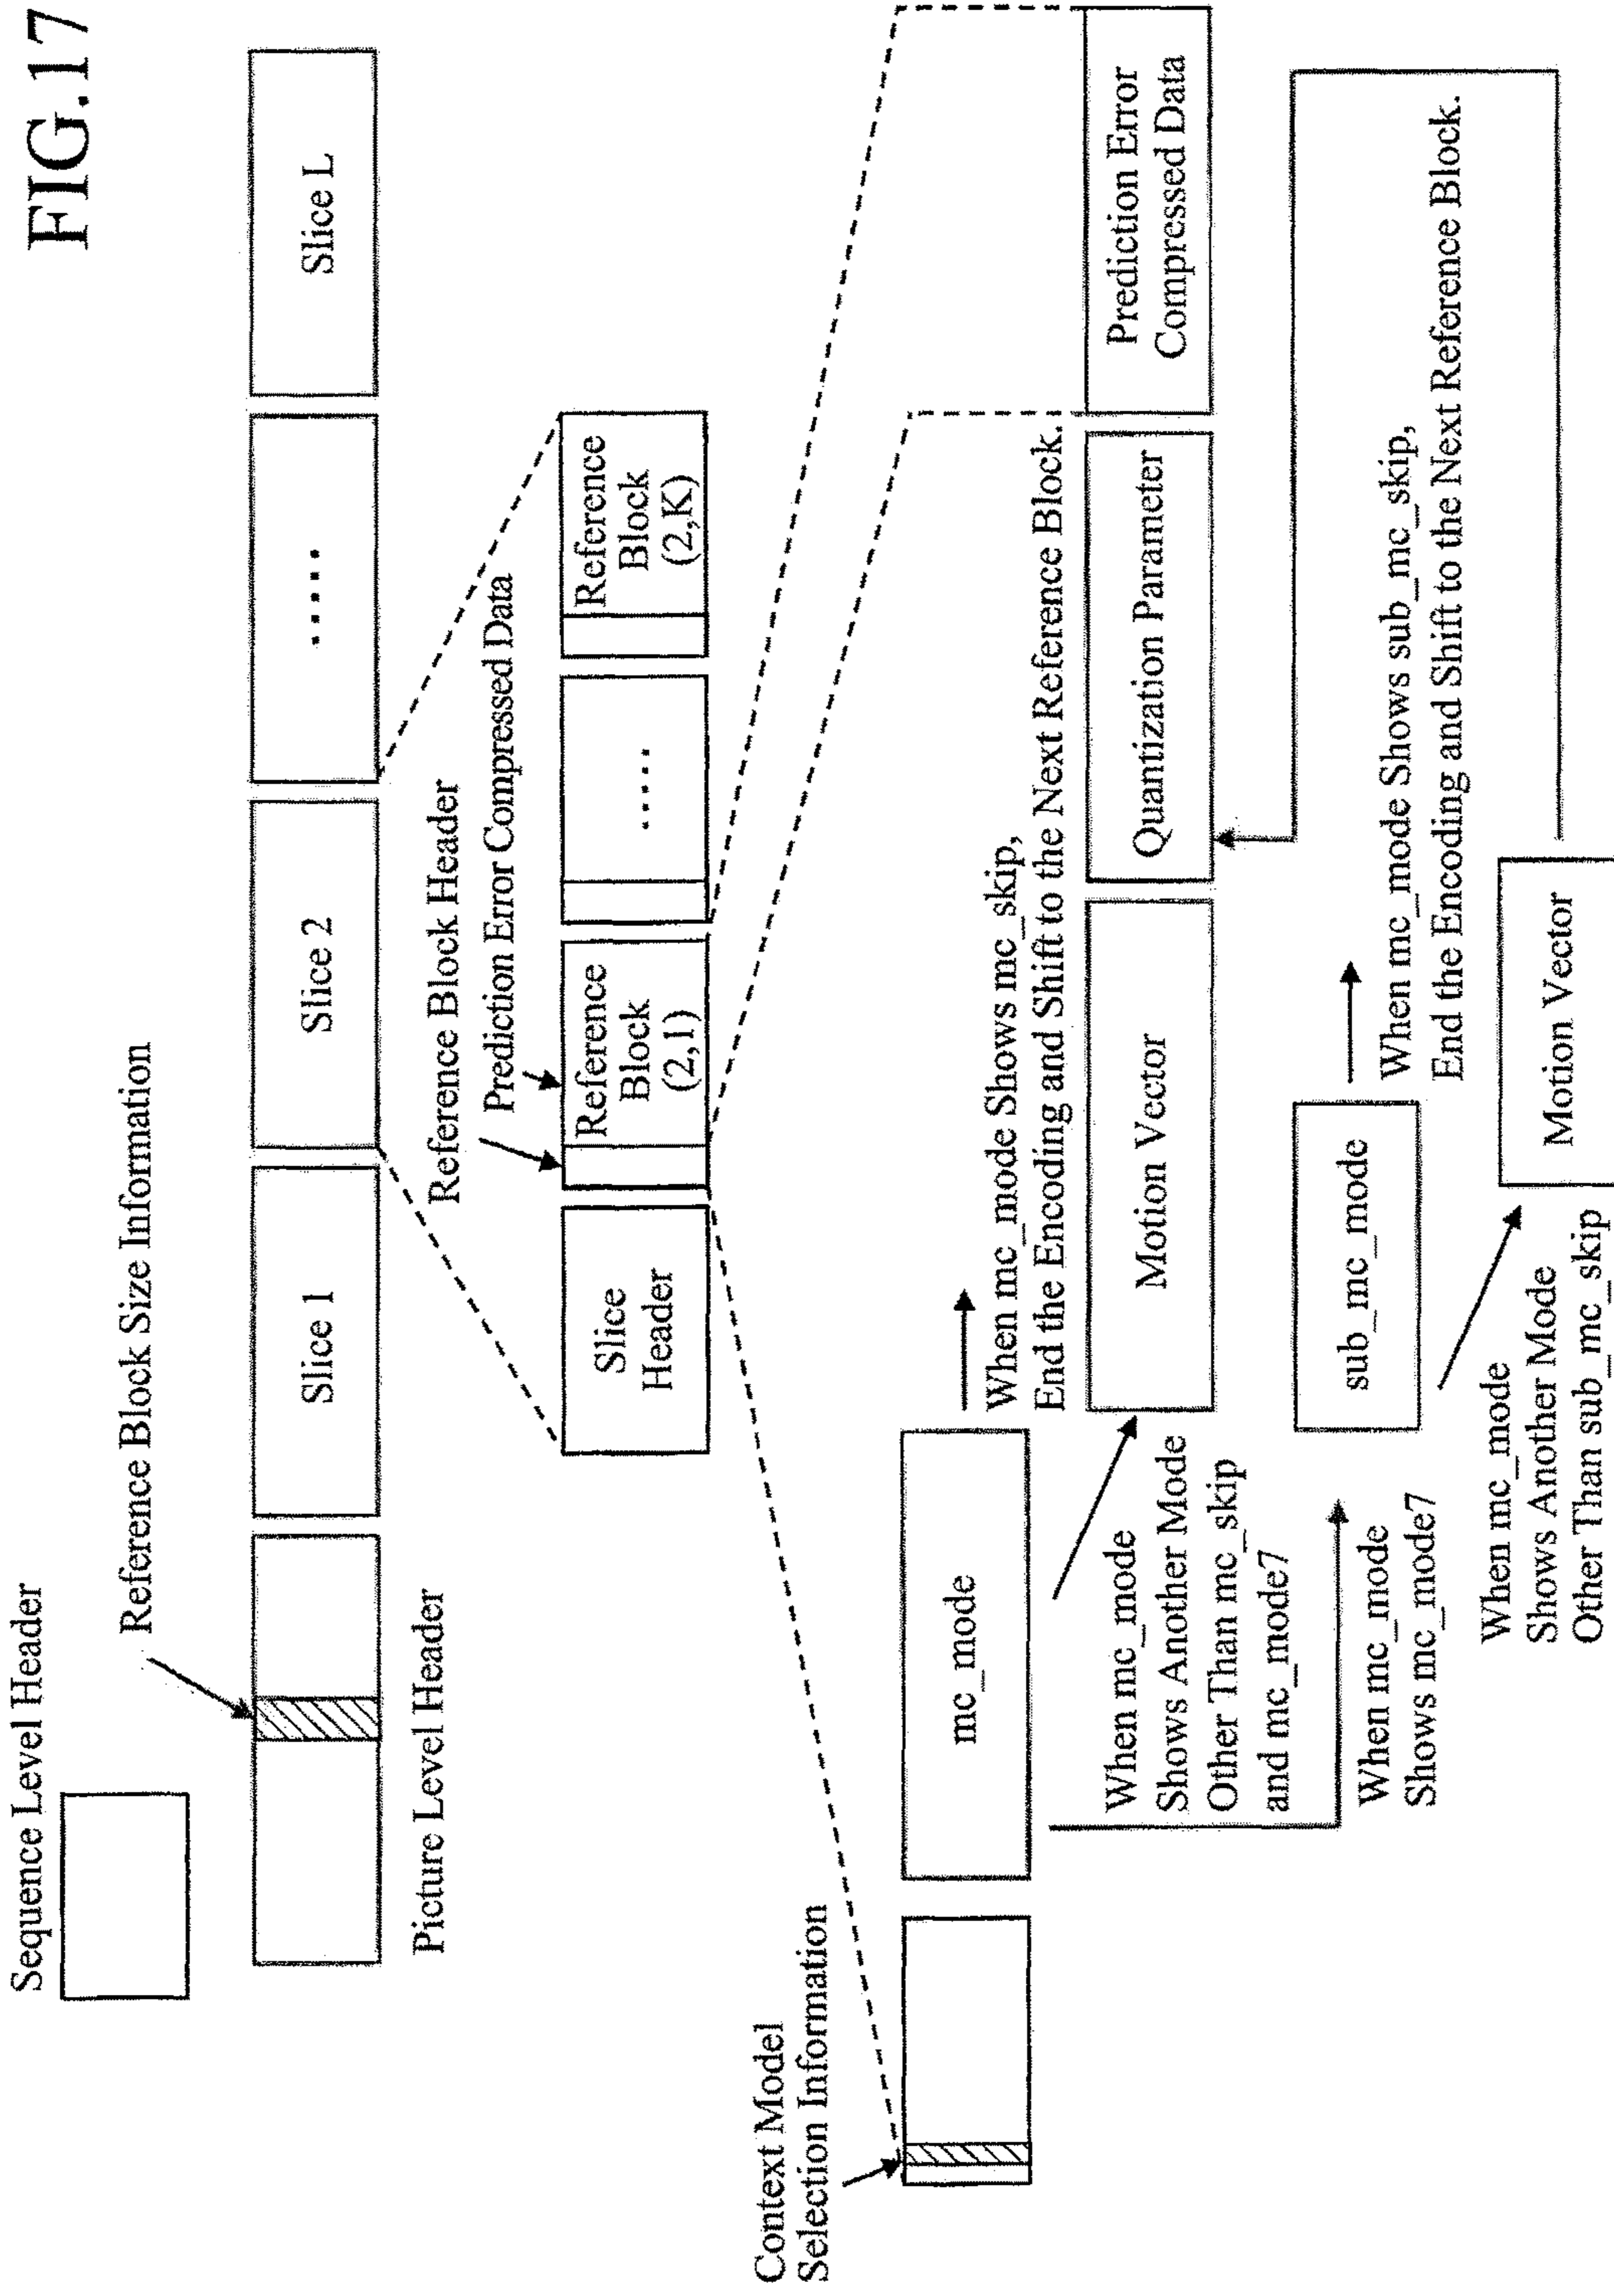 FIG.17
Sequence Level Header
Reference Block Size Information
Slice 1
Slice 2
.....
Slice L
Picture Level Header
Reference Block Header
Prediction Error Compressed Data
Slice
Header
Reference
Block
(2,1)
.....
Reference
Block
(2,K)
Context Model
Selection Information
mc_mode
When mc_mode Shows mc_skip,
End the Encoding and Shift to the Next Reference Block.
When mc_mode
Shows Another Mode
Other Than mc_skip
and mc_mode7
Motion Vector
Quantization Parameter
Prediction Error
Compressed Data
When mc_mode
Shows mc_mode7
sub_mc_mode
When mc_mode Shows sub_mc_skip,
End the Encoding and Shift to the Next Reference Block.
When mc_mode
Shows Another Mode
Other Than sub_mc_skip
Motion Vector